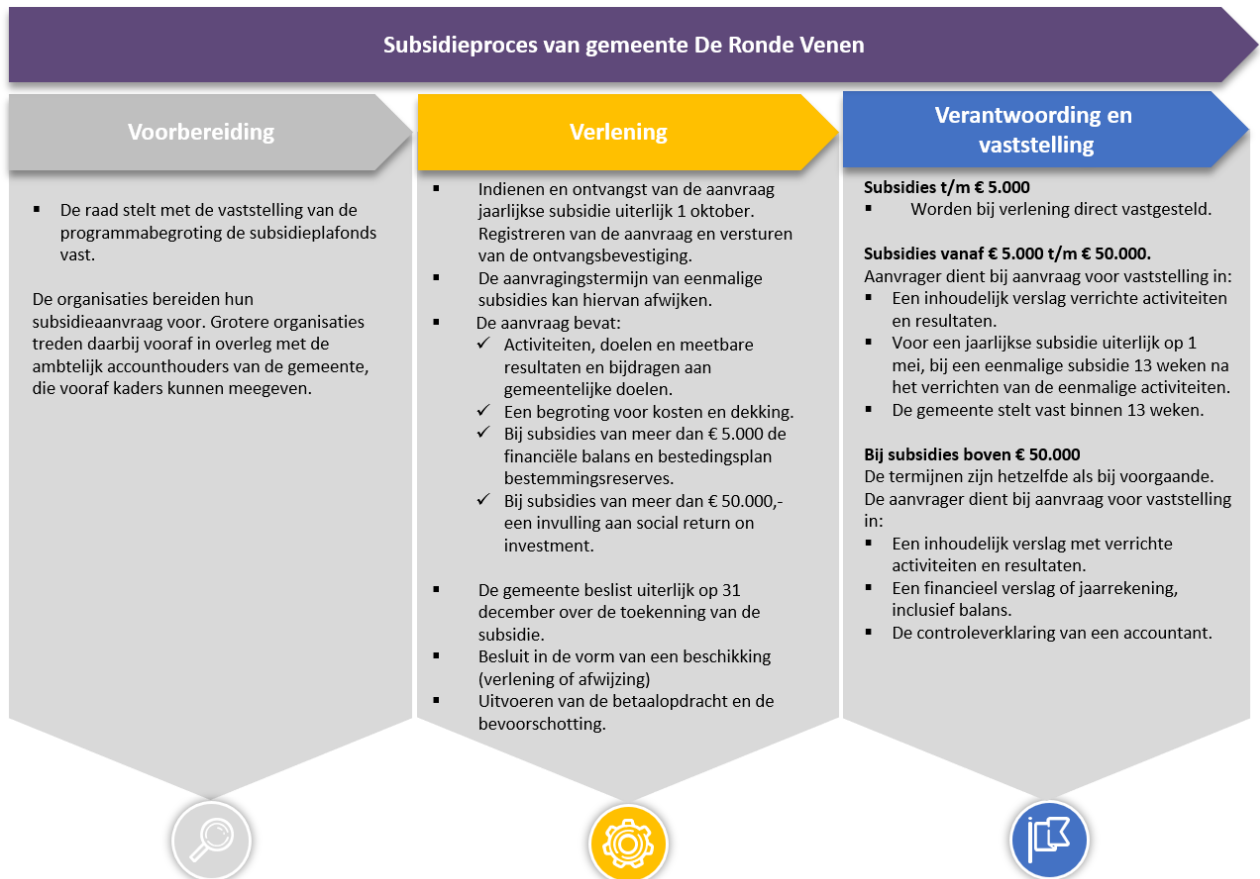 Subsidieproces van gemeente De Ronde Venen
Voorbereiding
▪ De raad stelt met de vaststelling van de
programmabegroting de subsidieplafonds
vast.
De organisaties bereiden hun
subsidieaanvraag voor. Grotere organisaties
treden daarbij vooraf in overleg met de
ambtelijk accounthouders van de gemeente,
die vooraf kaders kunnen meegeven.
Verlening
▪ Indienen en ontvangst van de aanvraag
jaarlijkse subsidie uiterlijk 1 oktober.
Registreren van de aanvraag en versturen
van de ontvangsbevestiging.
▪ De aanvragingstermijn van eenmalige
subsidies kan hiervan afwijken.
▪ De aanvraag bevat:
✓ Activiteiten, doelen en meetbare
resultaten en bijdragen aan
gemeentelijke doelen.
✓ Een begroting voor kosten en dekking.
✓ Bij subsidies van meer dan € 5.000 de
financiële balans en bestedingsplan
bestemmingsreserves.
✓ Bij subsidies van meer dan € 50.000,-
een invulling aan social return on
investment.
▪ De gemeente beslist uiterlijk op 31
december over de toekenning van de
subsidie.
▪ Besluit in de vorm van een beschikking
(verlening of afwijzing)
▪ Uitvoeren van de betaalopdracht en de
bevoorschotting.
Verantwoording en
vaststelling
Subsidies t/m € 5.000
▪ Worden bij verlening direct vastgesteld.
Subsidies vanaf € 5.000 t/m € 50.000.
Aanvrager dient bij aanvraag voor vaststelling in:
▪ Een inhoudelijk verslag verrichte activiteiten
en resultaten.
▪ Voor een jaarlijkse subsidie uiterlijk op 1
mei, bij een eenmalige subsidie 13 weken na
het verrichten van de eenmalige activiteiten.
▪ De gemeente stelt vast binnen 13 weken.
Bij subsidies boven € 50.000
De termijnen zijn hetzelfde als bij voorgaande.
De aanvrager dient bij aanvraag voor vaststelling
in:
▪ Een inhoudelijk verslag met verrichte
activiteiten en resultaten.
▪ Een financieel verslag of jaarrekening,
inclusief balans.
▪ De controleverklaring van een accountant.